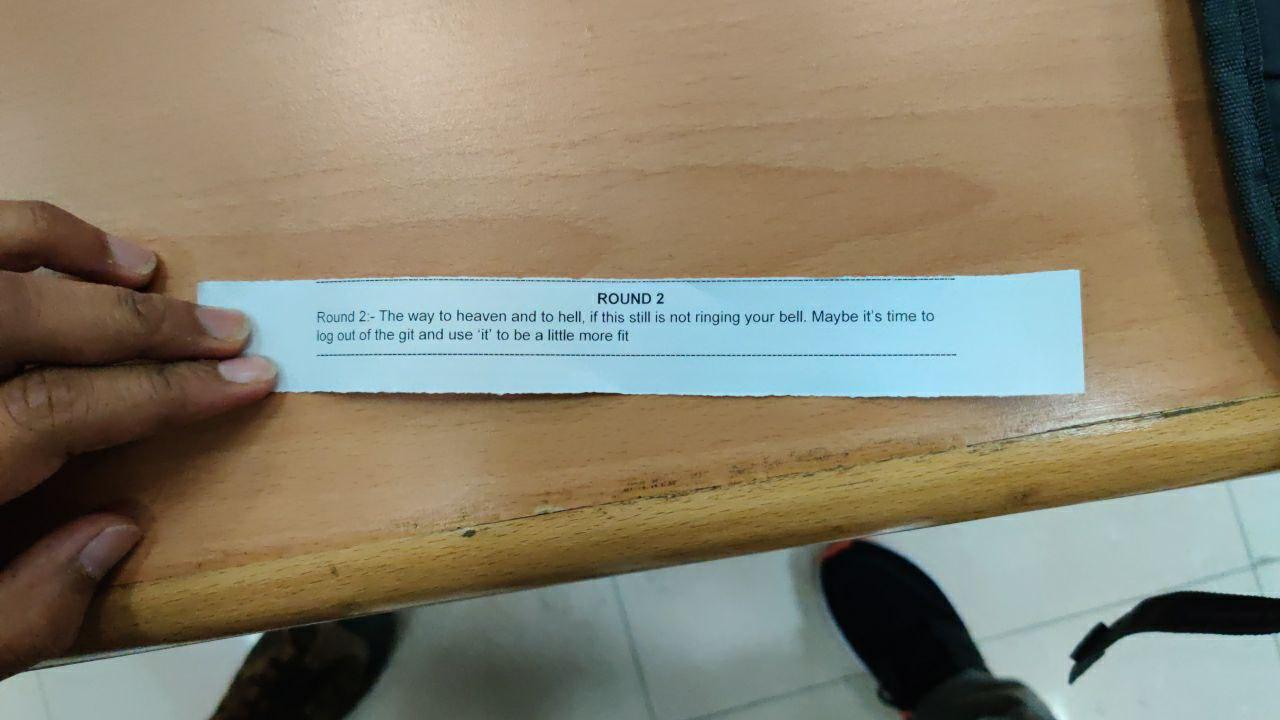 ROUND 2
Round 2:- The way to heaven and to hell, if this still is not ringing your bell. Maybe it's time to
log out of the git and use 'it' to be a little more fit